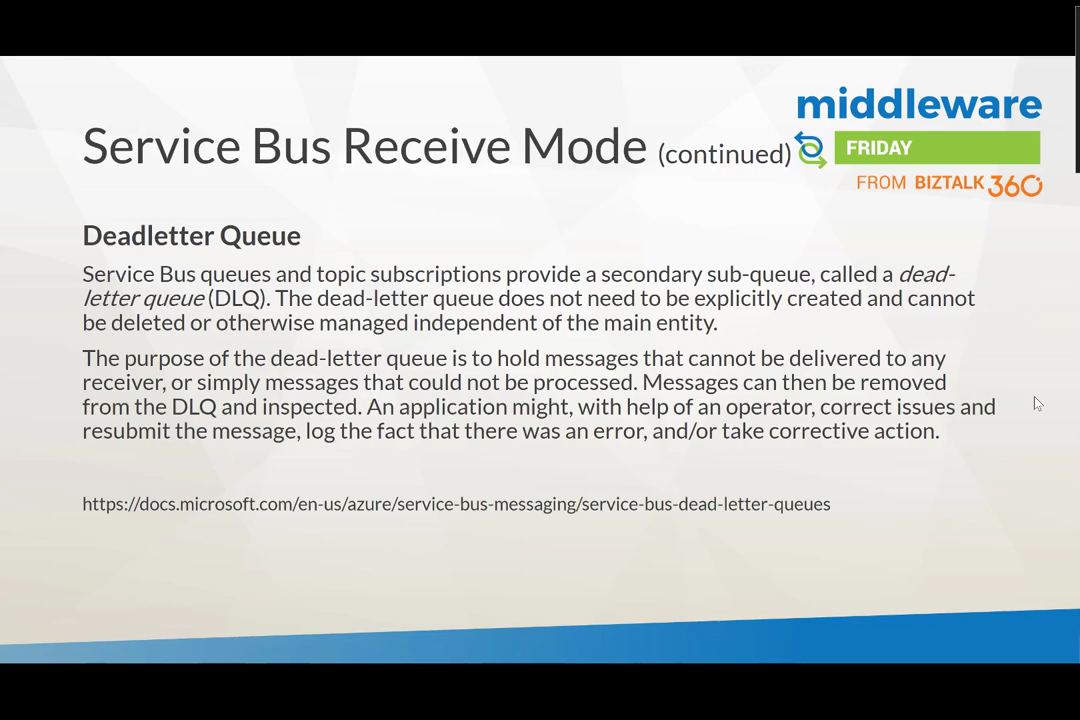 middleware
Service Bus Receive Mode (continued)
FRIDAY
FROM BIZTALK 360
Deadletter Queue
Service Bus queues and topic subscriptions provide a secondary sub-queue, called a dead-
letter queue (DLQ). The dead-letter queue does not need to be explicitly created and cannot
be deleted or otherwise managed independent of the main entity.
The purpose of the dead-letter queue is to hold messages that cannot be delivered to any
receiver, or simply messages that could not be processed. Messages can then be removed
from the DLQ and inspected. An application might, with help of an operator, correct issues and
resubmit the message, log the fact that there was an error, and/or take corrective action.
https://docs.microsoft.com/en-us/azure/service-bus-messaging/service-bus-dead-letter-queues